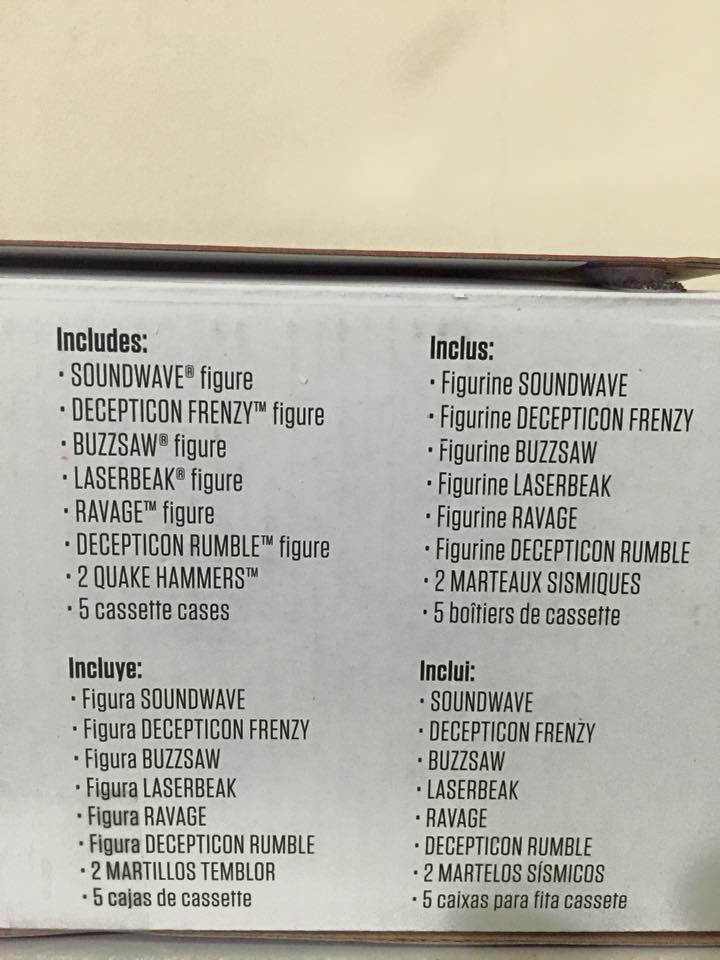 Includes:
· SOUNDWAVE® figure
· DECEPTICON FRENZY™ figure
· BUZZSAW® figure
· LASERBEAK® figure
· RAVAGE™ figure
· DECEPTICON RUMBLE™ figure
· 2 QUAKE HAMMERS™
· 5 cassette cases
Inclus:
· Figurine SOUNDWAVE
· Figurine DECEPTICON FRENZY
· Figurine BUZZSAW
· Figurine LASERBEAK
· Figurine RAVAGE
· Figurine DECEPTICON RUMBLE
· 2 MARTEAUX SISMIQUES
· 5 boîtiers de cassette
Incluye:
· Figura SOUNDWAVE
· Figura DECEPTICON FRENZY
· Figura BUZZSAW
· Figura LASERBEAK
· Figura RAVAGE
· Figura DECEPTICON RUMBLE
· 2 MARTILLOS TEMBLOR
· 5 cajas de cassette
Inclui:
· SOUNDWAVE
· DECEPTICON FRENZY
· BUZZSAW
· LASERBEAK
· RAVAGE
· DECEPTICON RUMBLE
· 2 MARTELOS SÍSMICOS
· 5 caixas para fita cassete